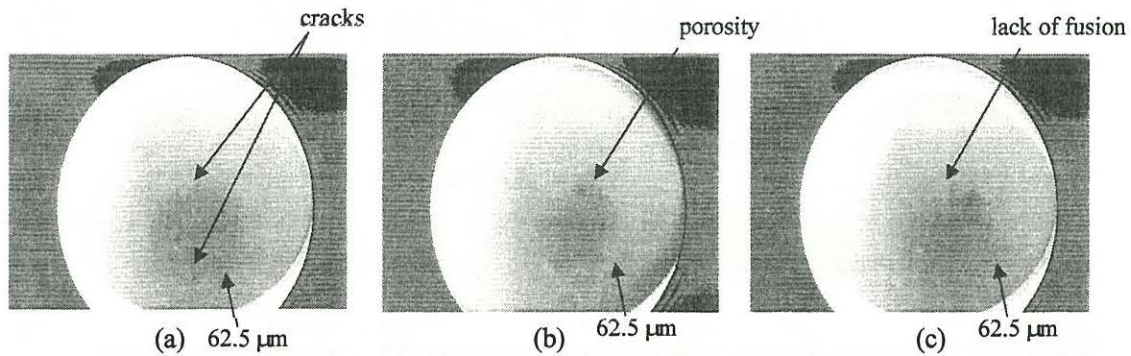 cracks
porosity
lack of fusion
(a)
62.5 µm
(b)
62.5 µm
(c)
62.5 µm